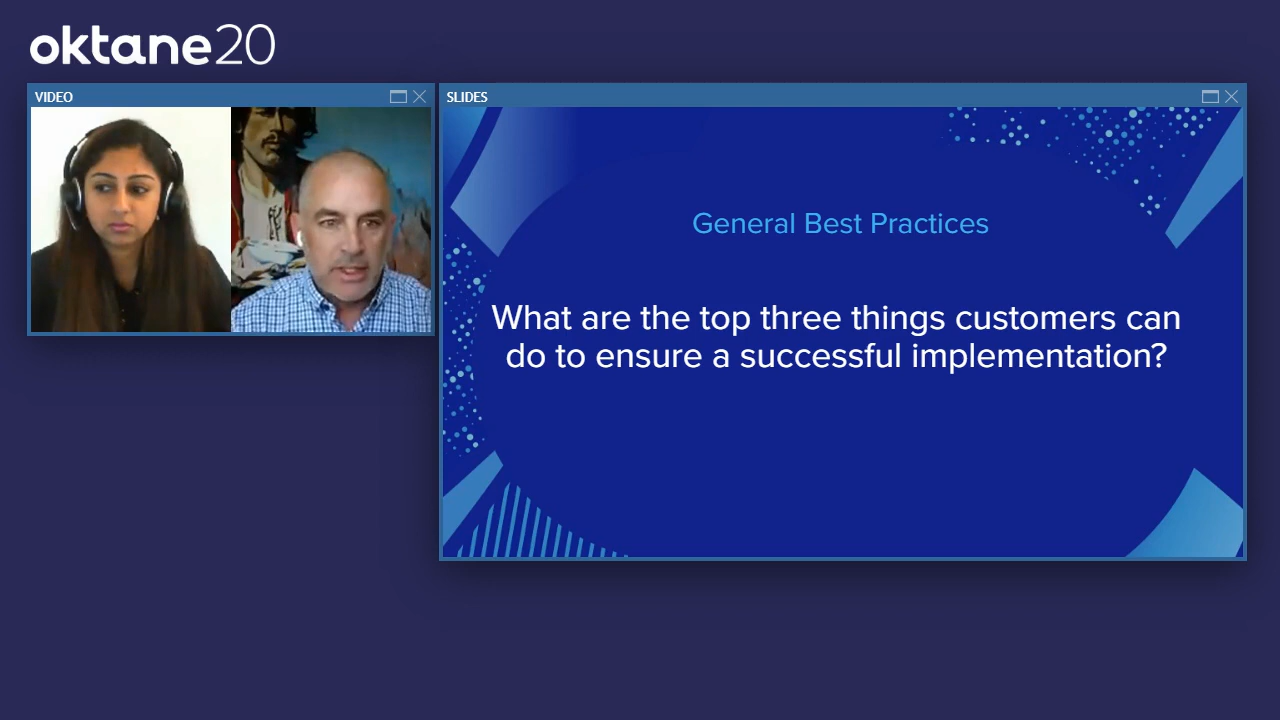 oktane20
VIDEO
SLIDES
General Best Practices
What are the top three things customers can
do to ensure a successful implementation?